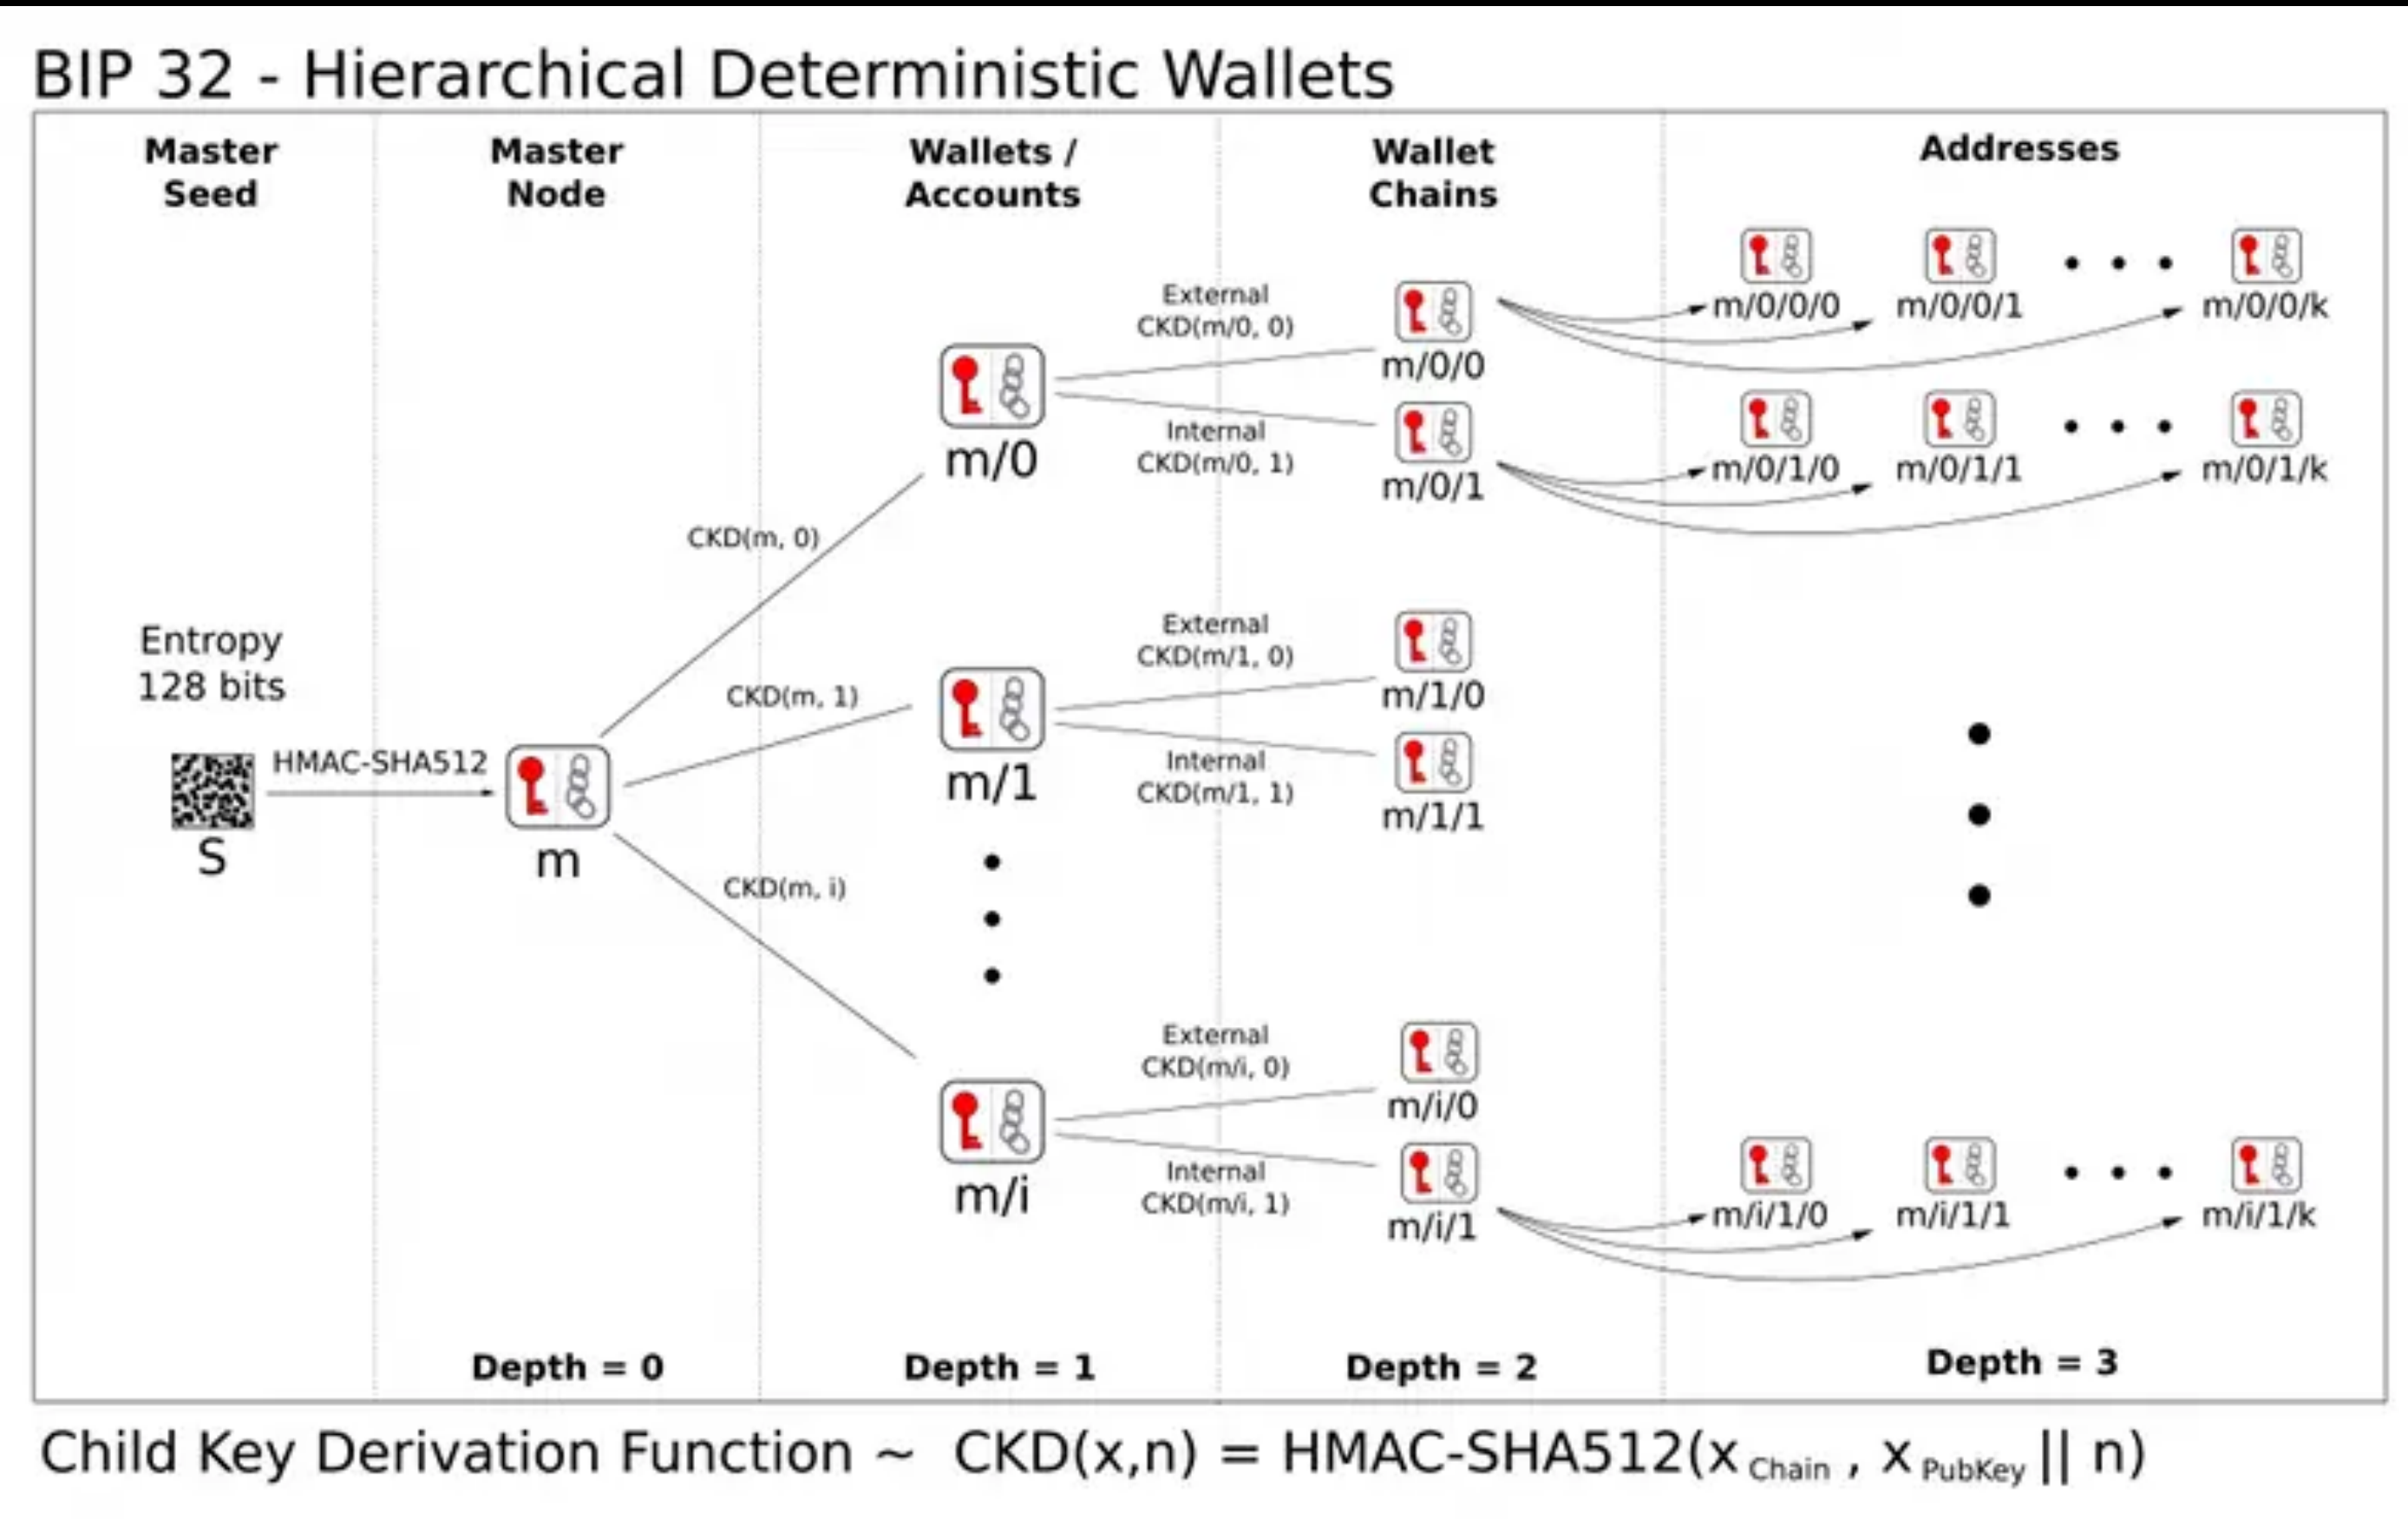 BIP 32 - Hierarchical Deterministic Wallets
Master
Seed
Master
Node
Wallets /
Accounts
Wallet
Chains
Addresses
Entropy
128 bits
S
HMAC-SHA512
m
CKD(m, 0)
CKD(m, 1)
CKD(m, i)
m/0
m/1
m/i
External
CKD(m/0, 0)
Internal
CKD(m/0, 1)
External
CKD(m/1, 0)
Internal
CKD(m/1, 1)
External
CKD(m/i, 0)
Internal
CKD(m/i, 1)
m/0/0
m/0/1
m/1/0
m/1/1
m/i/0
m/i/1
m/0/0/0 m/0/0/1 m/0/0/k
m/0/1/0 m/0/1/1 m/0/1/k
m/i/1/0 m/i/1/1 m/i/1/k
Depth = 0
Depth = 1
Depth = 2
Depth = 3
Child Key Derivation Function ~ CKD(x,n) = HMAC-SHA512(x Chain , x PubKey || n)